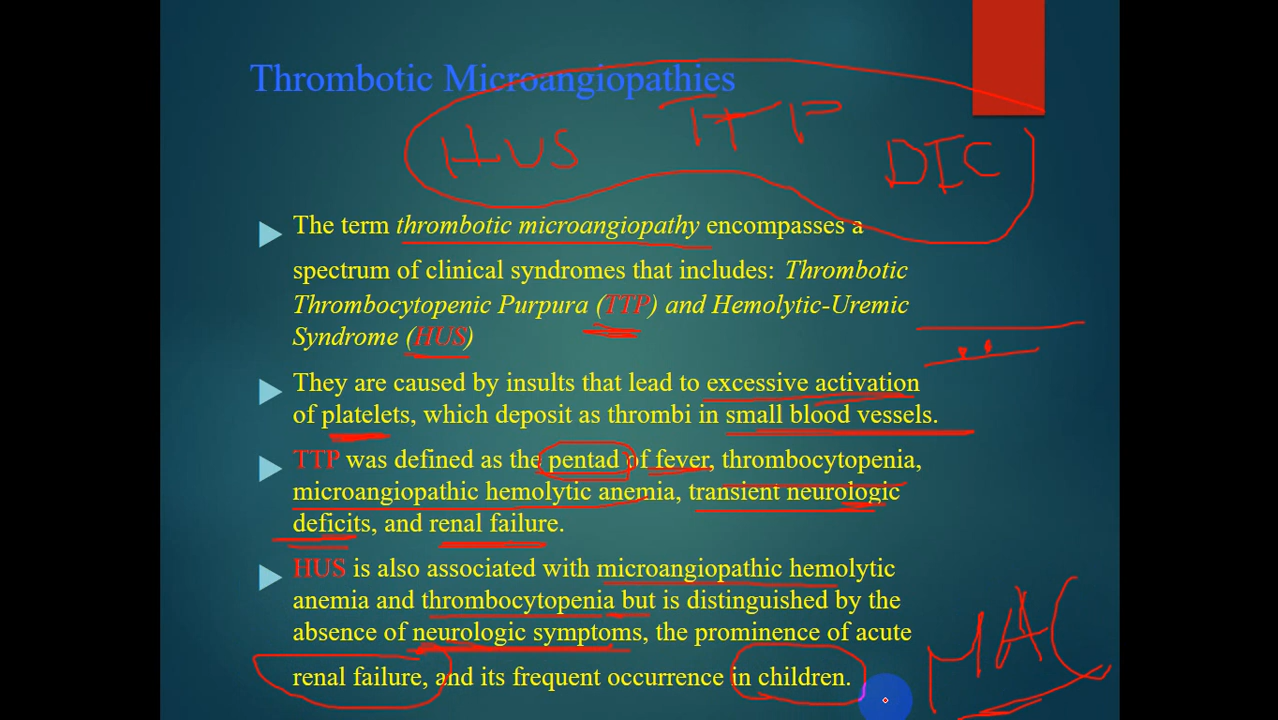 Thrombotic Microangiopathies
HUS TTP DIC
The term thrombotic microangiopathy encompasses a
spectrum of clinical syndromes that includes: Thrombotic
Thrombocytopenic Purpura (TTP) and Hemolytic-Uremic
Syndrome (HUS)
They are caused by insults that lead to excessive activation
of platelets, which deposit as thrombi in small blood vessels.
TTP was defined as the pentad of fever, thrombocytopenia,
microangiopathic hemolytic anemia, transient neurologic
deficits, and renal failure.
HUS is also associated with microangiopathic hemolytic
anemia and thrombocytopenia but is distinguished by the
absence of neurologic symptoms, the prominence of acute
renal failure, and its frequent occurrence in children.
MAC